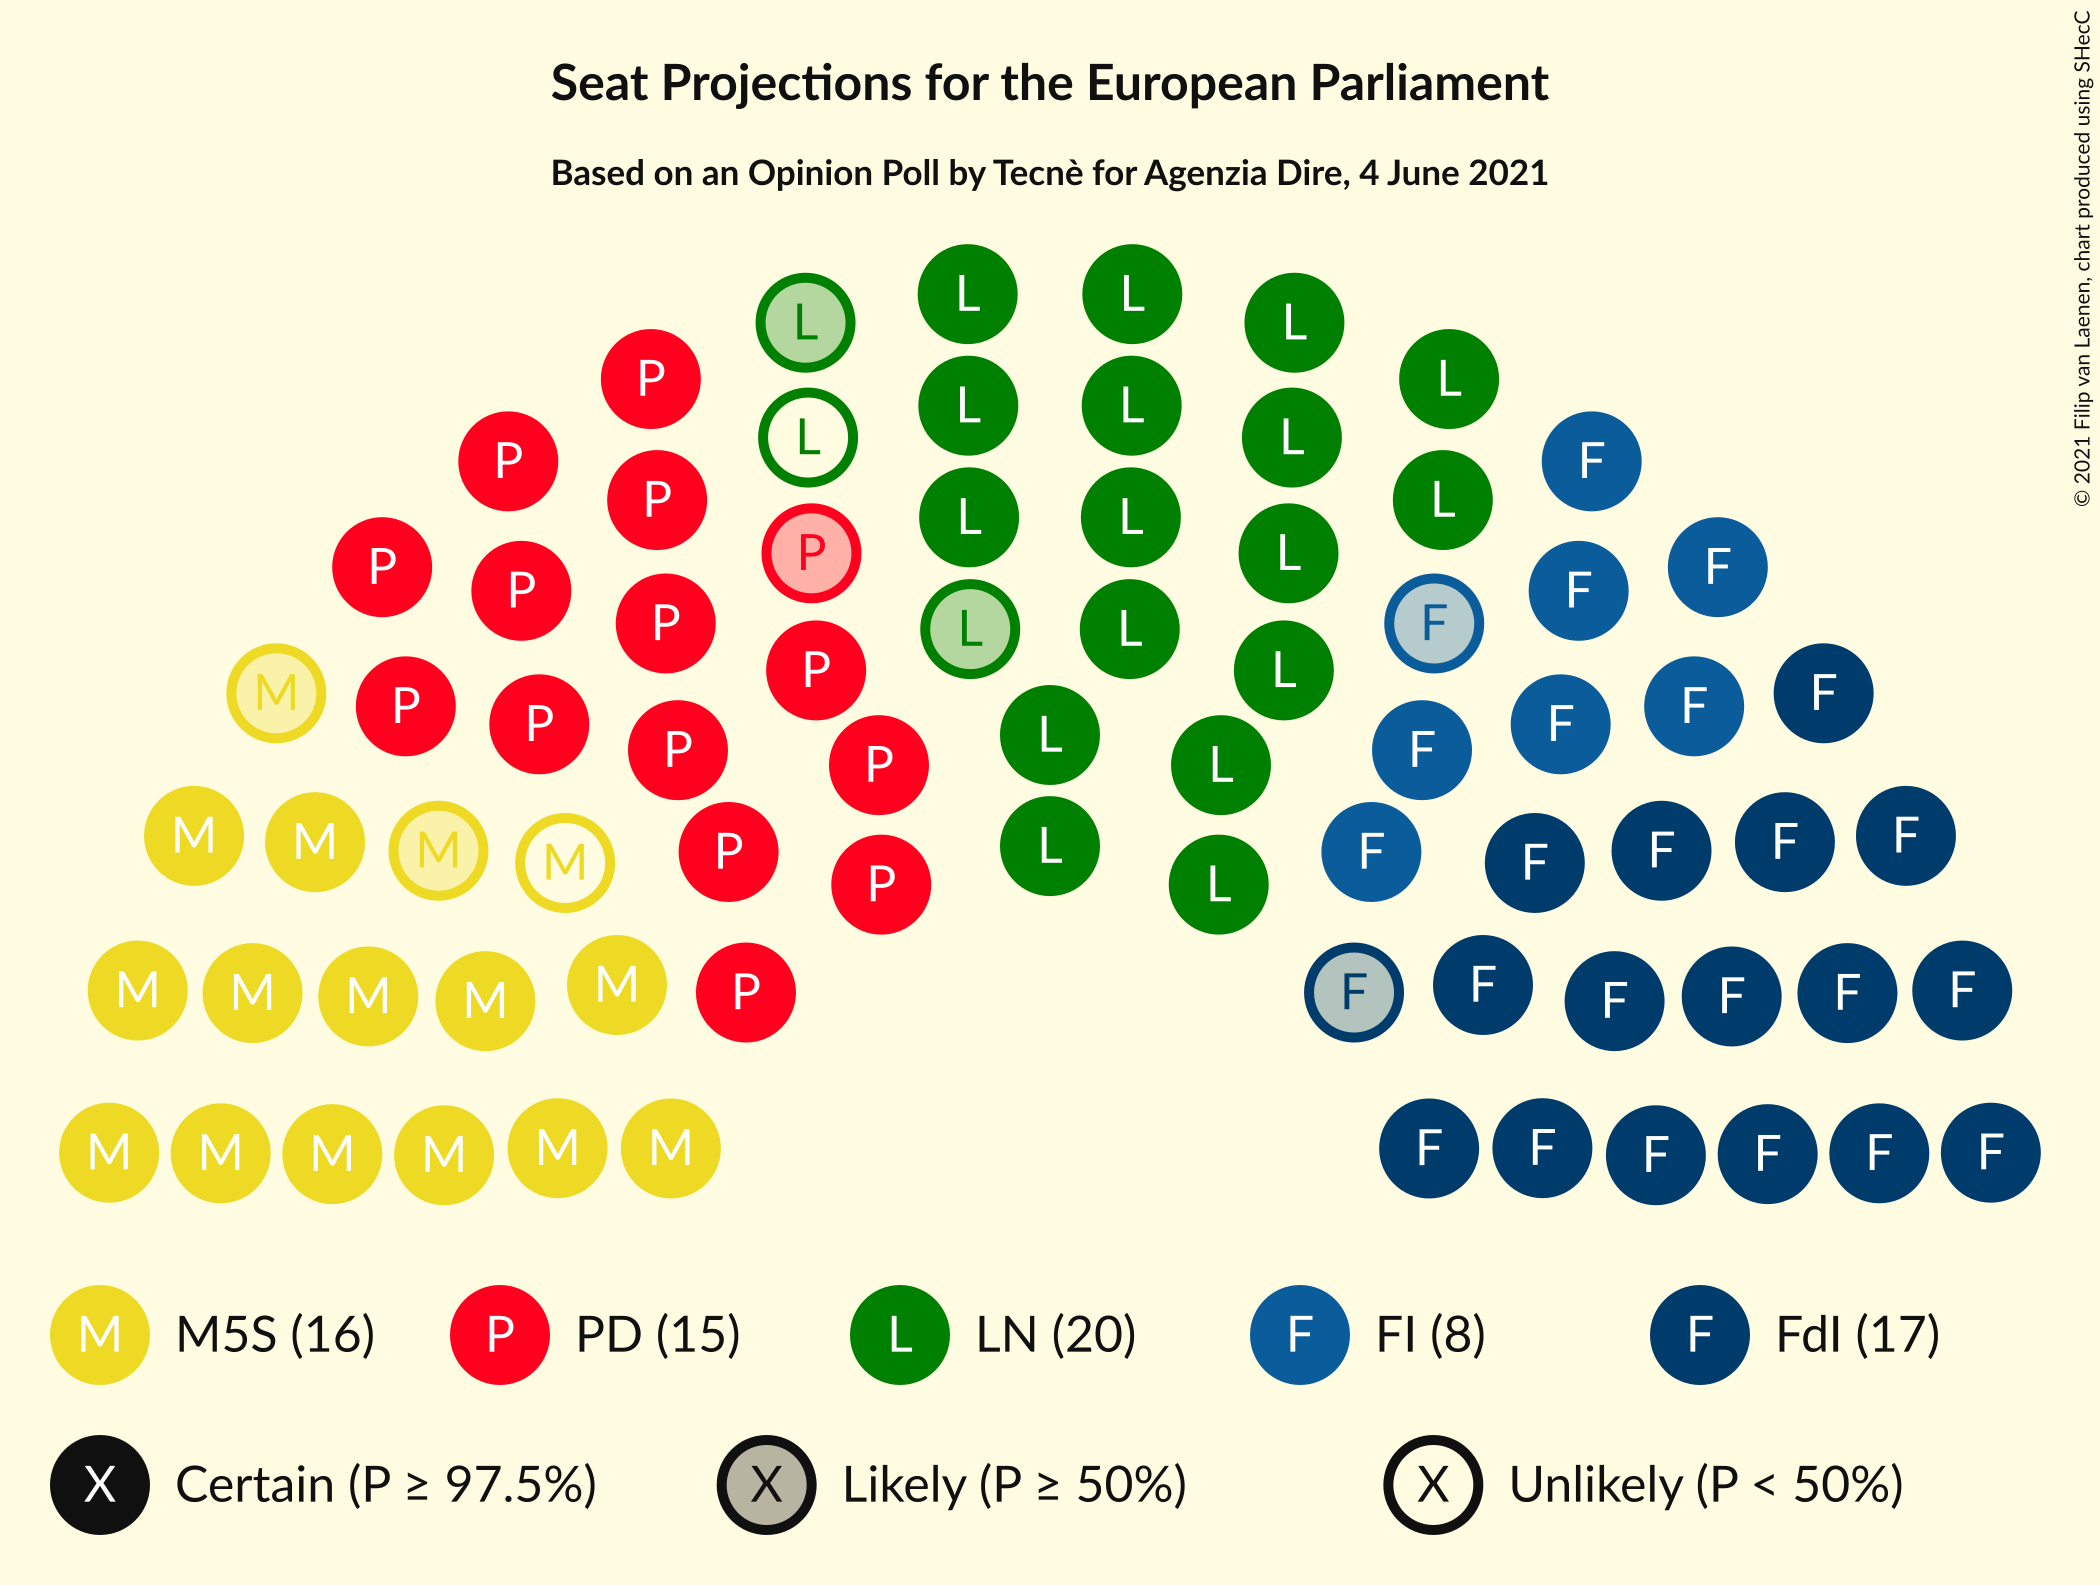 Seat Projections for the European Parliament
Based on an Opinion Poll by Tecnè for Agenzia Dire, 4 June 2021
© 2021 Filip van Laenen, chart produced using SHecC
L L L L
P L L L L L P
P L L F
P P P L L L F F
P P L L L F F
M P P P P L P L L F F F F
M M M M P P L L F F F F F
M M M M M P F F F F F F
M M M M M M F F F F F F
M M5S (16) P PD (15) L LN (20) F FI (8) F FdI (17)
X Certain (P ≥ 97.5%) X Likely (P ≥ 50%) X Unlikely (P < 50%)